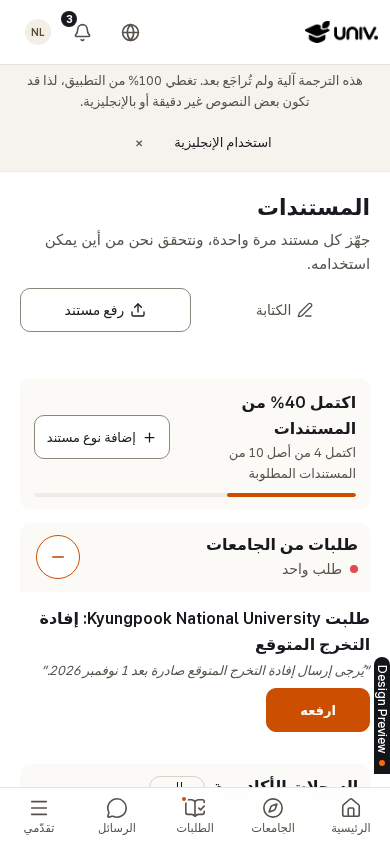 UNIV.
3
NL
هذه الترجمة آلية ولم تُراجَع بعد. تغطي 100% من التطبيق، لذا قد
تكون بعض النصوص غير دقيقة أو بالإنجليزية.
استخدام الإنجليزية ×
المستندات
جهّز كل مستند مرة واحدة، ونتحقق نحن من أين يمكن
استخدامه.
الكتابة
رفع مستند
اكتمل 40% من
المستندات
اكتمل 4 من أصل 10 من
المستندات المطلوبة
+ إضافة نوع مستند
طلبات من الجامعات
طلب واحد
طلبت Kyungpook National University: إفادة
التخرج المتوقع
"يُرجى إرسال إفادة التخرج المتوقع صادرة بعد 1 نوفمبر 2026."
ارفعه
Design Preview
الرئيسية
الجامعات
الطلبات
الرسائل
تقدّمي